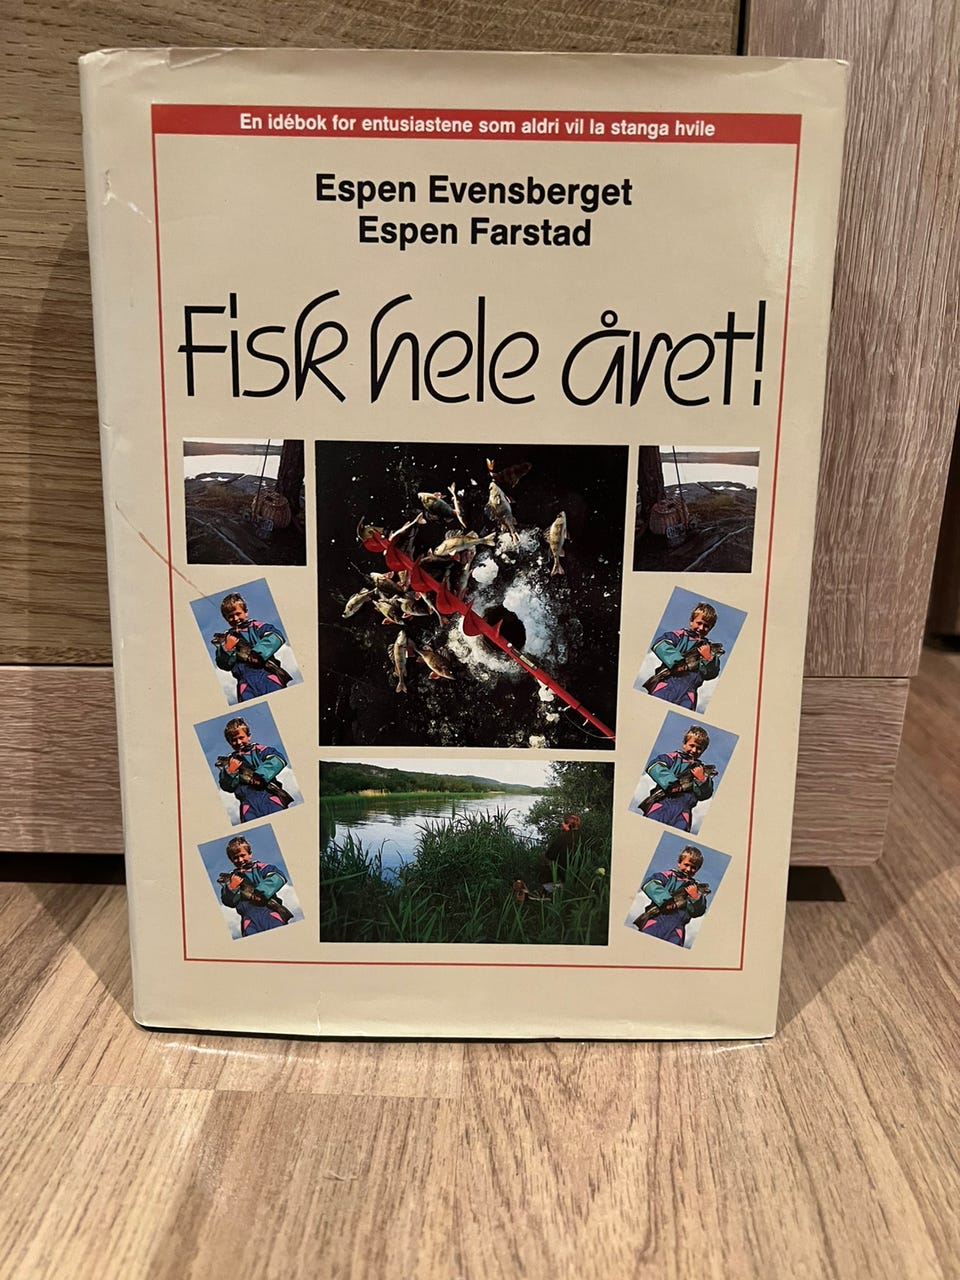 En idébok for entusiastene som aldri vil la stanga hvile
Espen Evensberget
Espen Farstad
Fisk hele året!